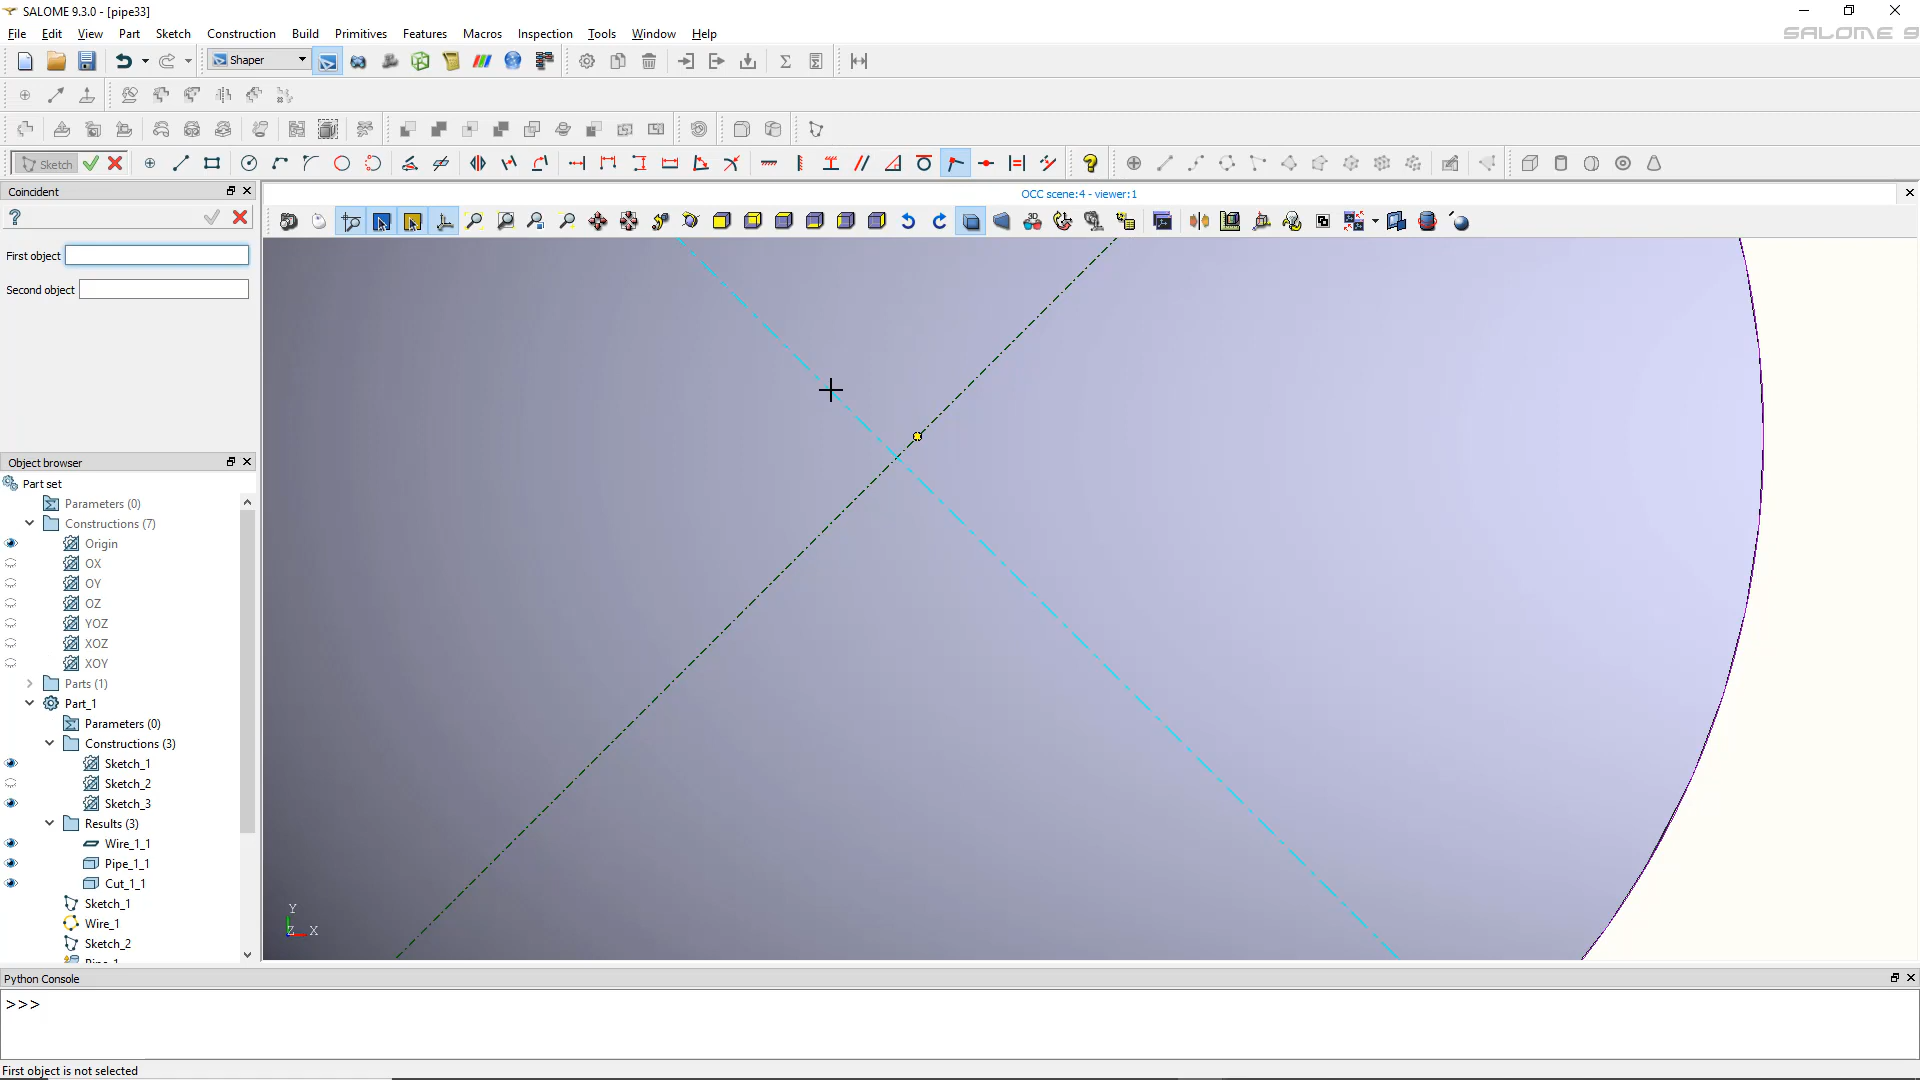 SALOME 9.3.0 - [pipe33]
File Edit View Part Sketch Construction Build Primitives Features Macros Inspection Tools Window Help
SALOME 9
Shaper
Sketch
Coincident
OCC scene:4 - viewer:1
First object
Second object
Object browser
Part set
Parameters (0)
Constructions (7)
Origin
OX
OY
OZ
YOZ
XOZ
XOY
Parts (1)
Part_1
Parameters (0)
Constructions (3)
Sketch_1
Sketch_2
Sketch_3
Results (3)
Wire_1_1
Pipe_1_1
Cut_1_1
Sketch_1
Wire_1
Sketch_2
Pipe_1
Y
Z X
Python Console
>>>
First object is not selected